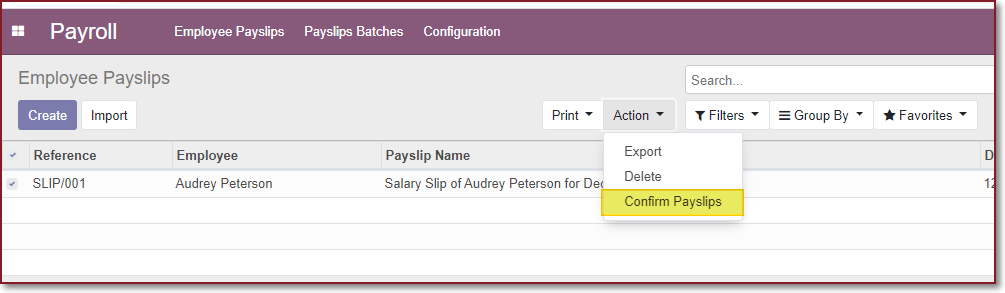 Payroll Employee Payslips Payslips Batches Configuration
Employee Payslips
Search...
Create Import Print Action Filters Group By Favorites
Reference Employee Payslip Name D
SLIP/001 Audrey Peterson Salary Slip of Audrey Peterson for Dec 12
Export
Delete
Confirm Payslips